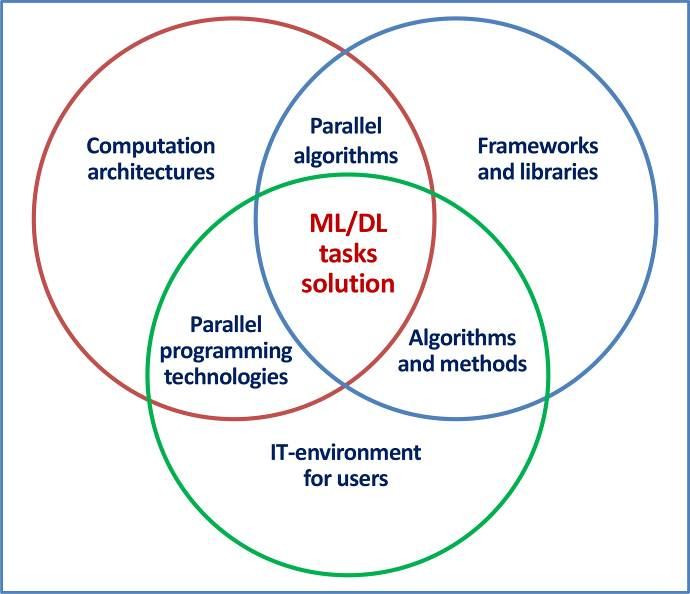 Computation
architectures
Parallel
algorithms
Frameworks
and libraries
ML/DL
tasks
solution
Parallel
programming
technologies
Algorithms
and methods
IT-environment
for users